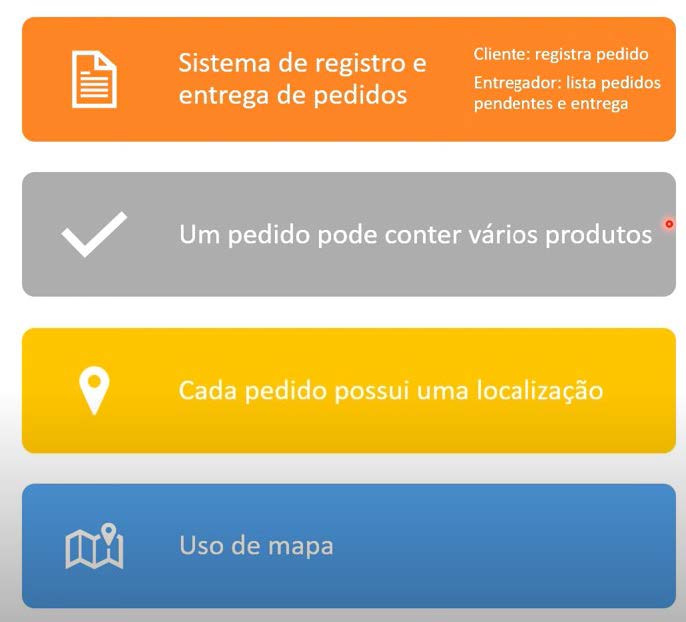 Sistema de registro e
entrega de pedidos
Cliente: registra pedido
Entregador: lista pedidos
pendentes e entrega
Um pedido pode conter vários produtos
Cada pedido possui uma localização
Uso de mapa